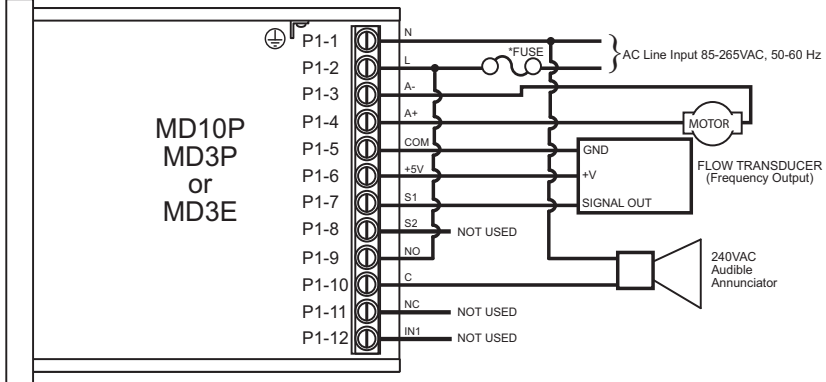 MD10P
MD3P
or
MD3E
P1-1
P1-2
P1-3
P1-4
P1-5
P1-6
P1-7
P1-8
P1-9
P1-10
P1-11
P1-12
N
L
A-
A+
COM
+5V
S1
S2
NO
C
NC
IN1
*FUSE
AC Line Input 85-265VAC, 50-60 Hz
MOTOR
GND
+V
SIGNAL OUT
FLOW TRANSDUCER
(Frequency Output)
NOT USED
240VAC
Audible
Annunciator
NOT USED
NOT USED